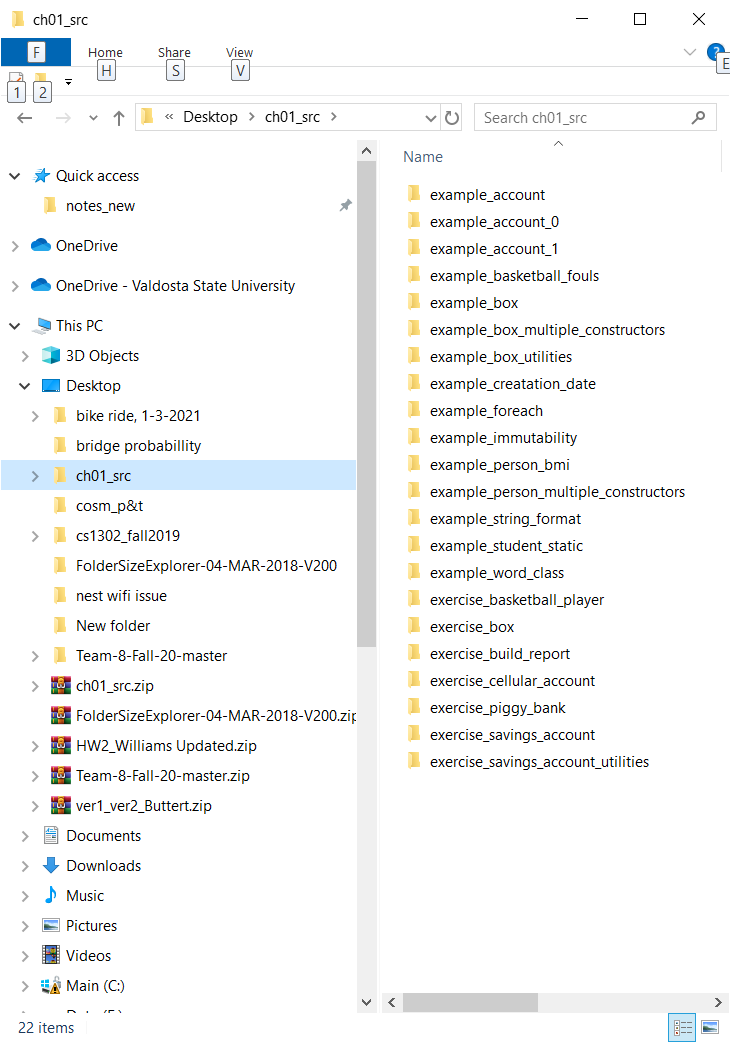 ch01_src
F Home Share View
H S V E
1 2
« Desktop > ch01_src > Search ch01_src
Quick access
notes_new
OneDrive
OneDrive - Valdosta State University
This PC
3D Objects
Desktop
bike ride, 1-3-2021
bridge probabillity
ch01_src
cosm_p&t
cs1302_fall2019
FolderSizeExplorer-04-MAR-2018-V200
nest wifi issue
New folder
Team-8-Fall-20-master
ch01_src.zip
FolderSizeExplorer-04-MAR-2018-V200.zip
HW2_Williams Updated.zip
Team-8-Fall-20-master.zip
ver1_ver2_Buttert.zip
Documents
Downloads
Music
Pictures
Videos
Main (C:)
Name
example_account
example_account_0
example_account_1
example_basketball_fouls
example_box
example_box_multiple_constructors
example_box_utilities
example_creatation_date
example_foreach
example_immutability
example_person_bmi
example_person_multiple_constructors
example_string_format
example_student_static
example_word_class
exercise_basketball_player
exercise_box
exercise_build_report
exercise_cellular_account
exercise_piggy_bank
exercise_savings_account
exercise_savings_account_utilities
22 items